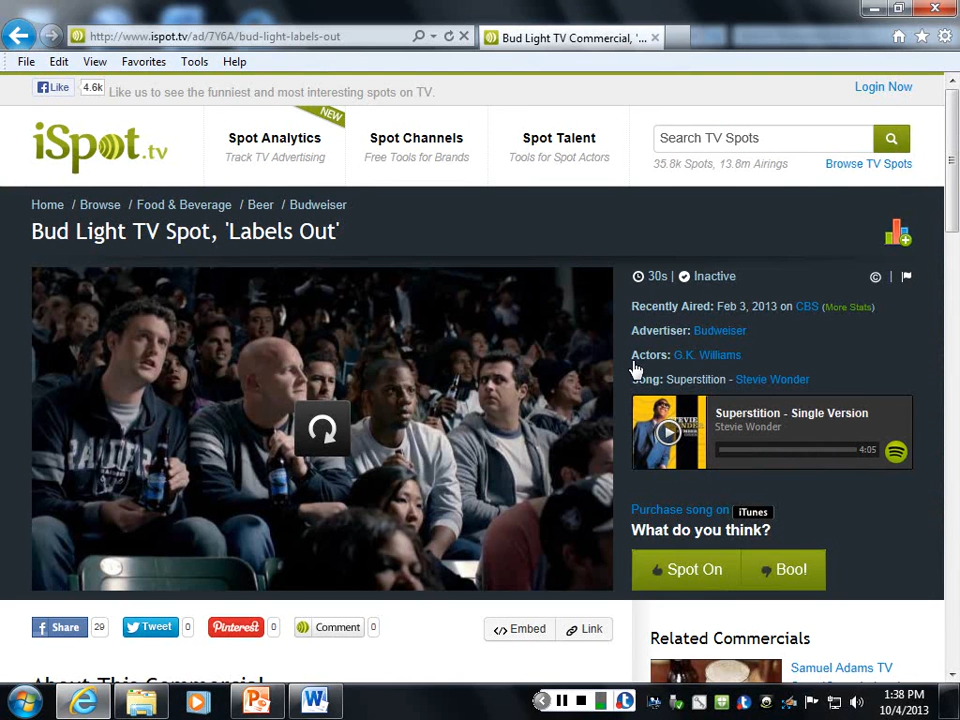 http://www.ispot.tv/ad/7Y6A/bud-light-labels-out
Bud Light TV Commercial, '...
File Edit View Favorites Tools Help
Like 4.6k Like us to see the funniest and most interesting spots on TV.
Login Now
iSpot.tv
Spot Analytics
Track TV Advertising
NEW
Spot Channels
Free Tools for Brands
Spot Talent
Tools for Spot Actors
Search TV Spots
35.8k Spots, 13.8m Airings
Browse TV Spots
Home / Browse / Food & Beverage / Beer / Budweiser
Bud Light TV Spot, 'Labels Out'
RAIDERS
30s | Inactive
© |
Recently Aired: Feb 3, 2013 on CBS (More Stats)
Advertiser: Budweiser
Actors: G.K. Williams
Song: Superstition - Stevie Wonder
Superstition - Single Version
Stevie Wonder
4:05
Purchase song on iTunes
What do you think?
Spot On
Boo!
Share 29
Tweet 0
Pinterest 0
Comment 0
Embed
Link
Related Commercials
Samuel Adams TV
About This Commercial
1:38 PM
10/4/2013